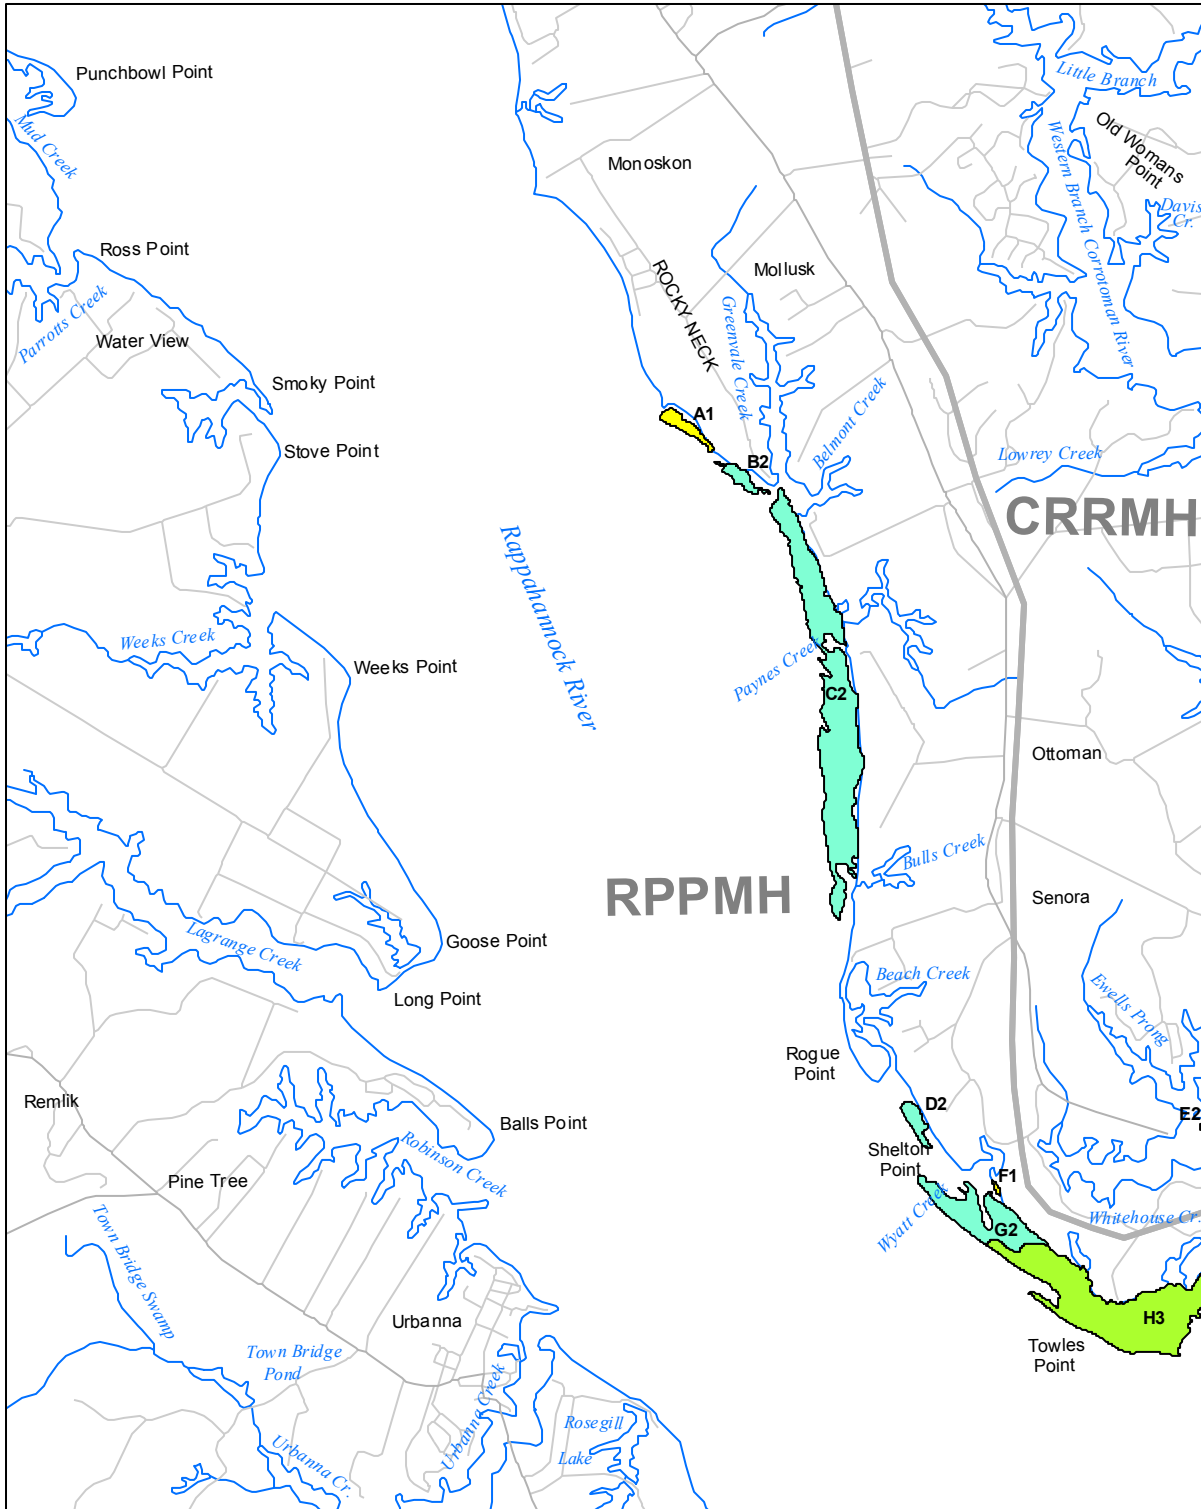 Punchbowl Point
Little Branch
Mud Creek
Old Womans
Point
Western Branch Corrotoman River
Monoskon
Davis
Cr.
Ross Point
Mollusk
ROCKY NECK
Parrotts Creek
Water View
Greenvale Creek
Smoky Point
A1
Belmont Creek
Stove Point
B2
Lowrey Creek
CRRMH
Rappahannock River
Weeks Creek
Weeks Point
Paynes Creek
C2
Ottoman
Bulls Creek
RPPMH
Senora
Lagrange Creek
Goose Point
Beach Creek
Long Point
Ewells Prong
Rogue
Point
Remlik
D2
E2
Balls Point
Robinson Creek
Shelton
Point
Pine Tree
F1
Wyatt Creek
Whitehouse Cr.
G2
Town Bridge Swamp
Urbanna
H3
Towles
Point
Town Bridge
Pond
Urbanna Creek
Rosegill
Lake
Urbanna Cr.